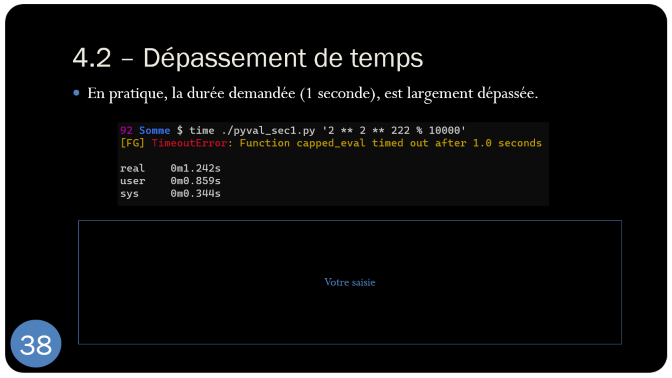 4.2 – Dépassement de temps
En pratique, la durée demandée (1 seconde), est largement dépassée.
92 Somme $ time ./pyval_sec1.py '2 ** 2 ** 222 % 10000'
[FG] TimeoutError: Function capped_eval timed out after 1.0 seconds
real 0m1.242s
user 0m0.859s
sys 0m0.344s
Votre saisie
38